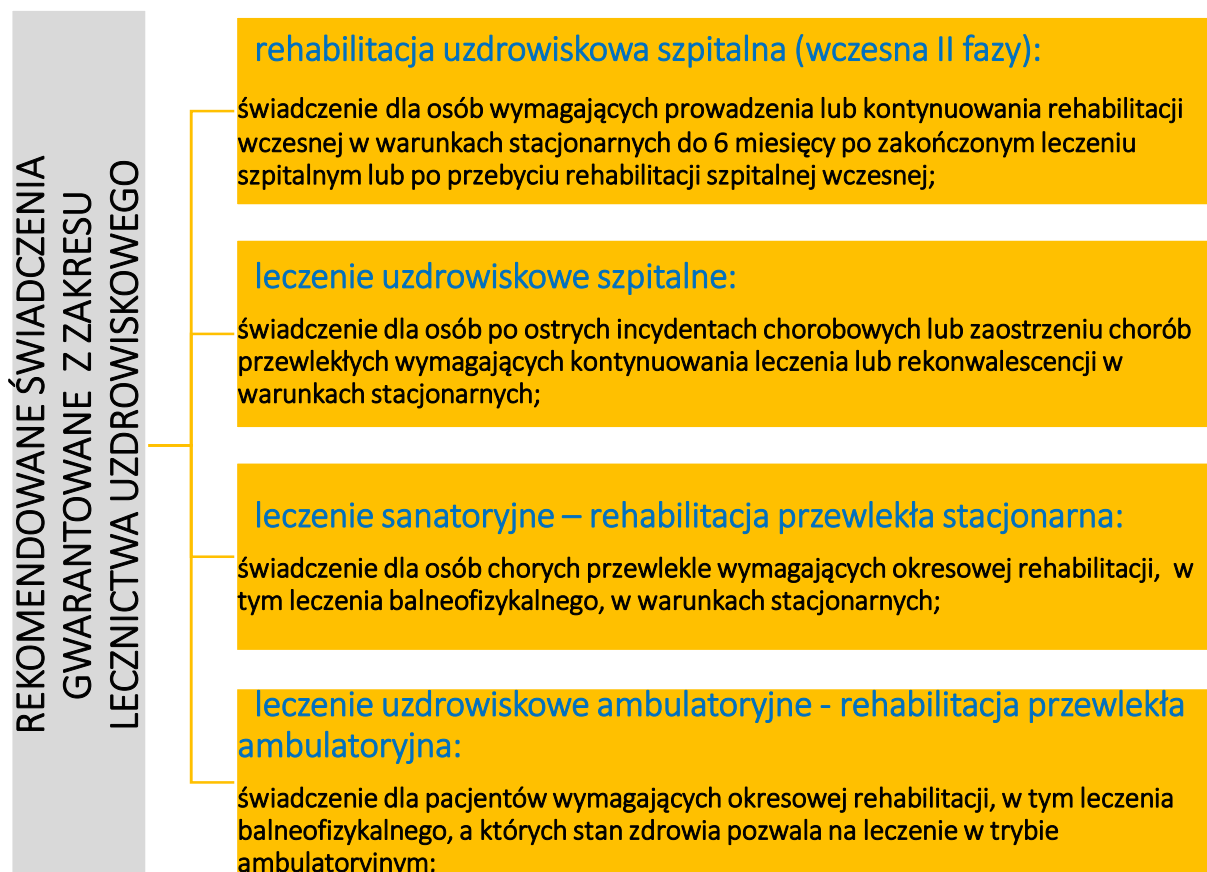 REKOMENDOWANE ŚWIADCZENIA
GWARANTOWANE Z ZAKRESU
LECZNICTWA UZDROWISKOWEGO
rehabilitacja uzdrowiskowa szpitalna (wczesna II fazy):
świadczenie dla osób wymagających prowadzenia lub kontynuowania rehabilitacji
wczesnej w warunkach stacjonarnych do 6 miesięcy po zakończonym leczeniu
szpitalnym lub po przebyciu rehabilitacji szpitalnej wczesnej;
leczenie uzdrowiskowe szpitalne:
świadczenie dla osób po ostrych incydentach chorobowych lub zaostrzeniu chorób
przewlekłych wymagających kontynuowania leczenia lub rekonwalescencji w
warunkach stacjonarnych;
leczenie sanatoryjne – rehabilitacja przewlekła stacjonarna:
świadczenie dla osób chorych przewlekle wymagających okresowej rehabilitacji, w
tym leczenia balneofizykalnego, w warunkach stacjonarnych;
leczenie uzdrowiskowe ambulatoryjne - rehabilitacja przewlekła
ambulatoryjna:
świadczenie dla pacjentów wymagających okresowej rehabilitacji, w tym leczenia
balneofizykalnego, a których stan zdrowia pozwala na leczenie w trybie
ambulatoryjnym;